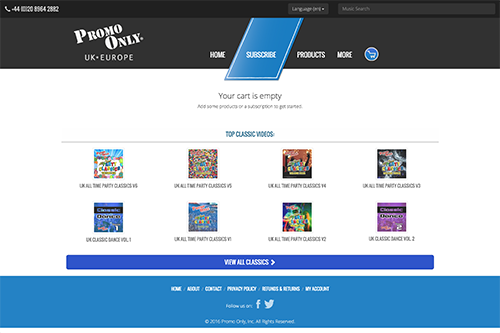 +44 (0)20 8964 2882
Language (en)
Music Search
PROMO ONLY®
UK•EUROPE
HOME
SUBSCRIBE
PRODUCTS
MORE
Your cart is empty
Add some products or a subscription to get started.
TOP CLASSIC VIDEOS:
UK ALL TIME PARTY CLASSICS V6
UK ALL TIME PARTY CLASSICS V5
UK ALL TIME PARTY CLASSICS V4
UK ALL TIME PARTY CLASSICS V3
UK CLASSIC DANCE VOL. 1
UK ALL TIME PARTY CLASSICS V1
UK ALL TIME PARTY CLASSICS V2
UK CLASSIC DANCE VOL. 2
VIEW ALL CLASSICS
HOME / ABOUT / CONTACT / PRIVACY POLICY / REFUNDS & RETURNS / MY ACCOUNT
Follow us on:
© 2016 Promo Only, Inc. All Rights Reserved.